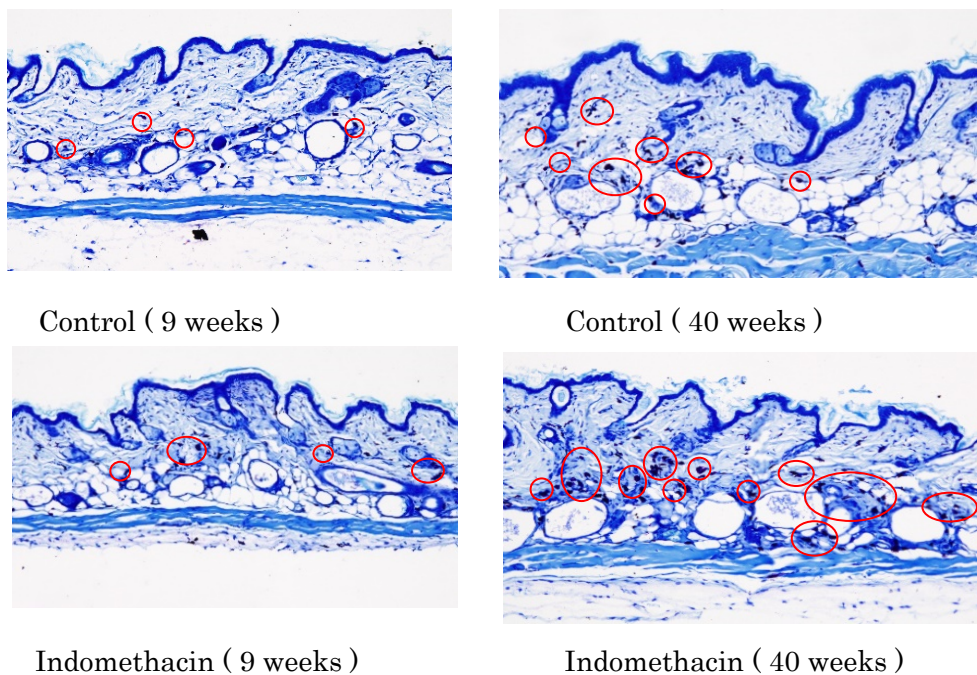 Control ( 9 weeks )
Control ( 40 weeks )
Indomethacin ( 9 weeks )
Indomethacin ( 40 weeks )